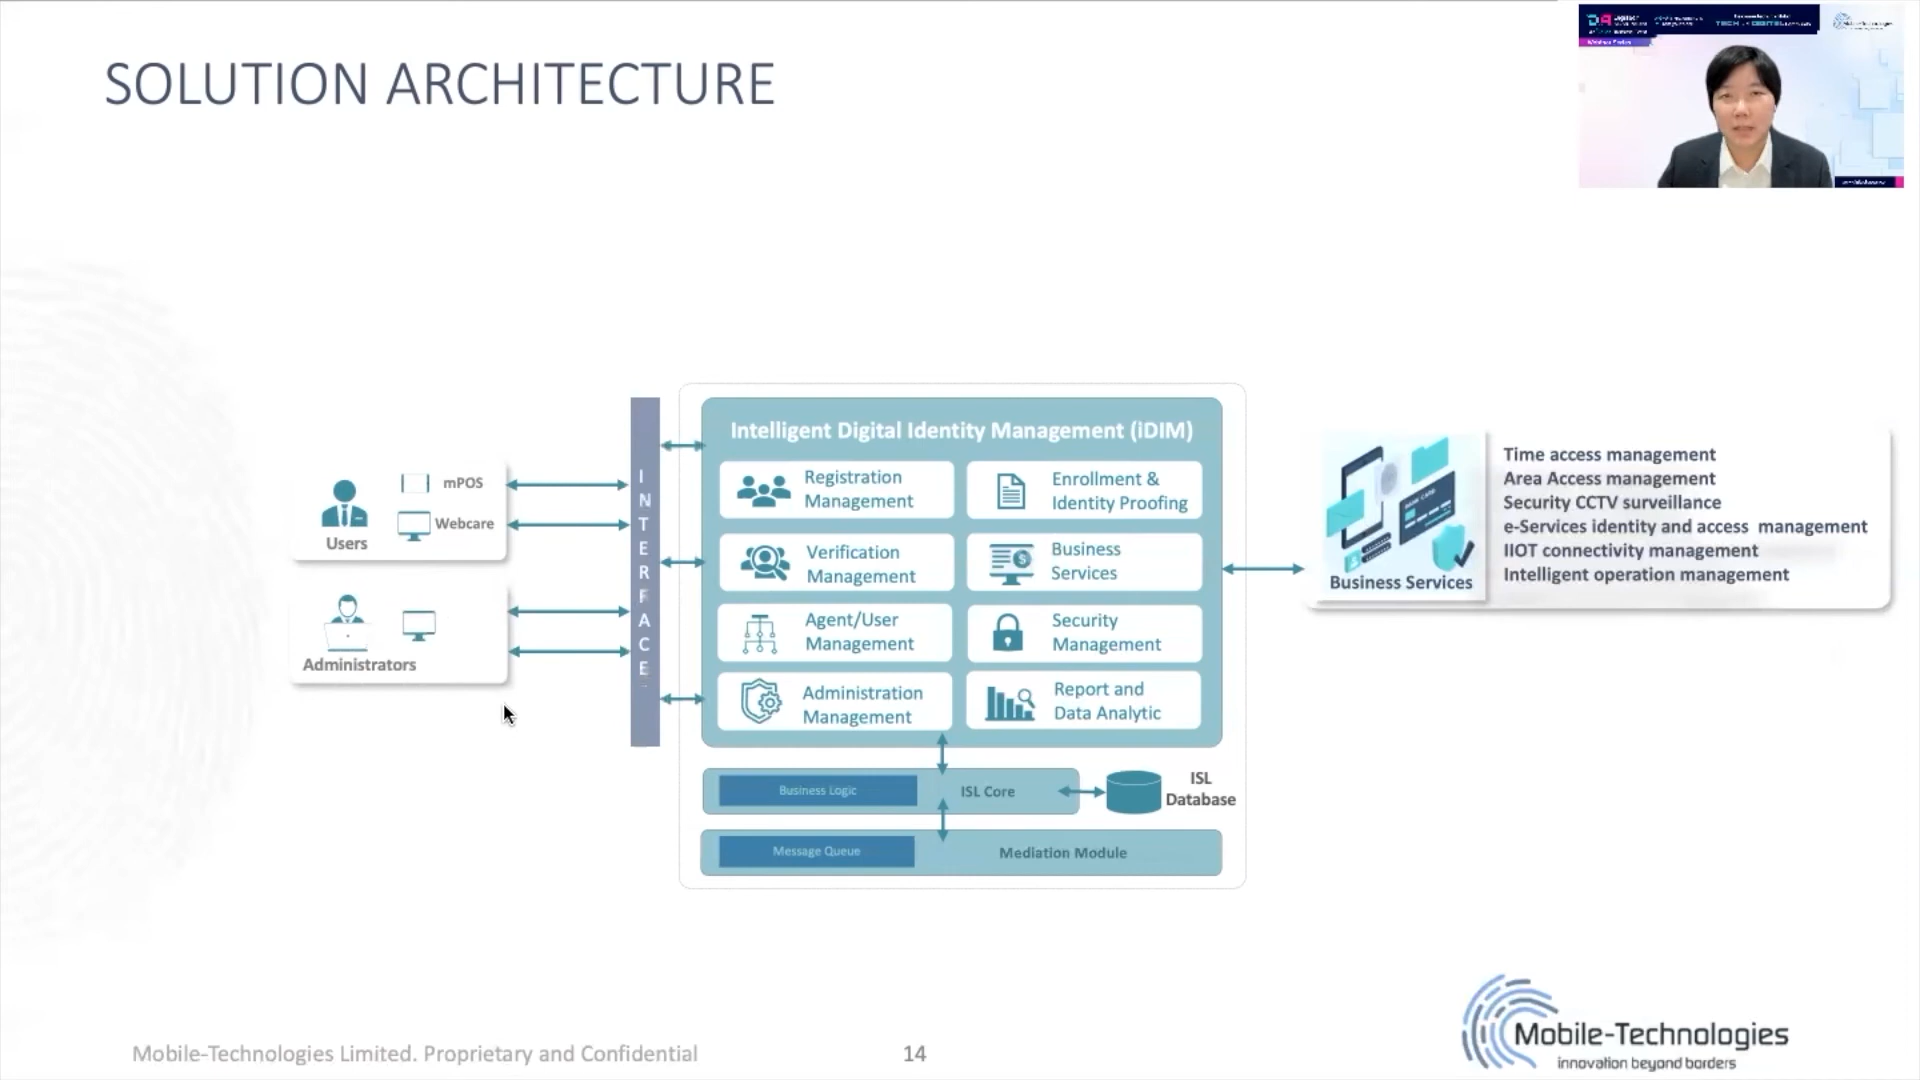 SOLUTION ARCHITECTURE
Webinar Series
Intelligent Digital Identity Management (iDIM)
Registration
Management
Enrollment &
Identity Proofing
Verification
Management
Business
Services
Agent/User
Management
Security
Management
Administration
Management
Report and
Data Analytic
mPOS
Webcare
Users
Administrators
INTERFACE
Business Logic
ISL Core
ISL
Database
Message Queue
Mediation Module
Business Services
Time access management
Area Access management
Security CCTV surveillance
e-Services identity and access management
IIOT connectivity management
Intelligent operation management
Mobile-Technologies Limited. Proprietary and Confidential
14
Mobile-Technologies
innovation beyond borders